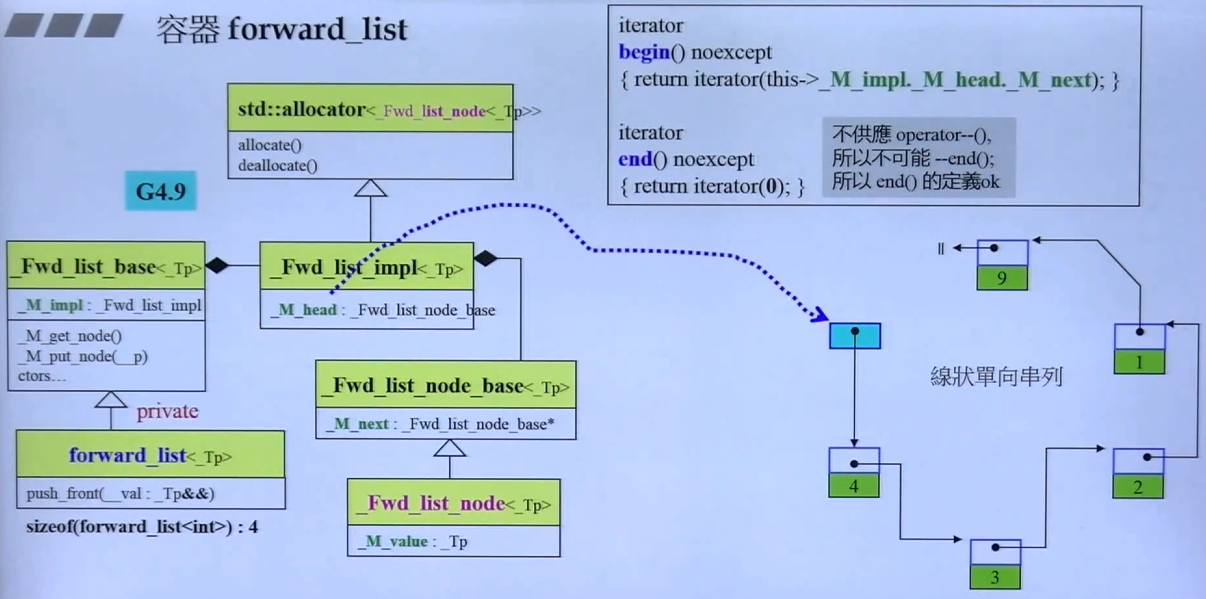 容器 forward_list
iterator
begin() noexcept
{ return iterator(this->_M_impl._M_head._M_next); }
iterator
end() noexcept
{ return iterator(0); }
不供應 operator--(),
所以不可能 --end();
所以 end() 的定義ok
std::allocator<_Fwd_list_node<_Tp>>
allocate()
deallocate()
G4.9
_Fwd_list_base<_Tp>
_M_impl : _Fwd_list_impl
_M_get_node()
_M_put_node(__p)
ctors...
_Fwd_list_impl<_Tp>
_M_head : _Fwd_list_node_base
_Fwd_list_node_base<_Tp>
_M_next : _Fwd_list_node_base*
private
forward_list<_Tp>
push_front(__val : _Tp&&)
sizeof(forward_list<int>) : 4
_Fwd_list_node<_Tp>
_M_value : _Tp
線狀單向串列
9
1
4
2
3